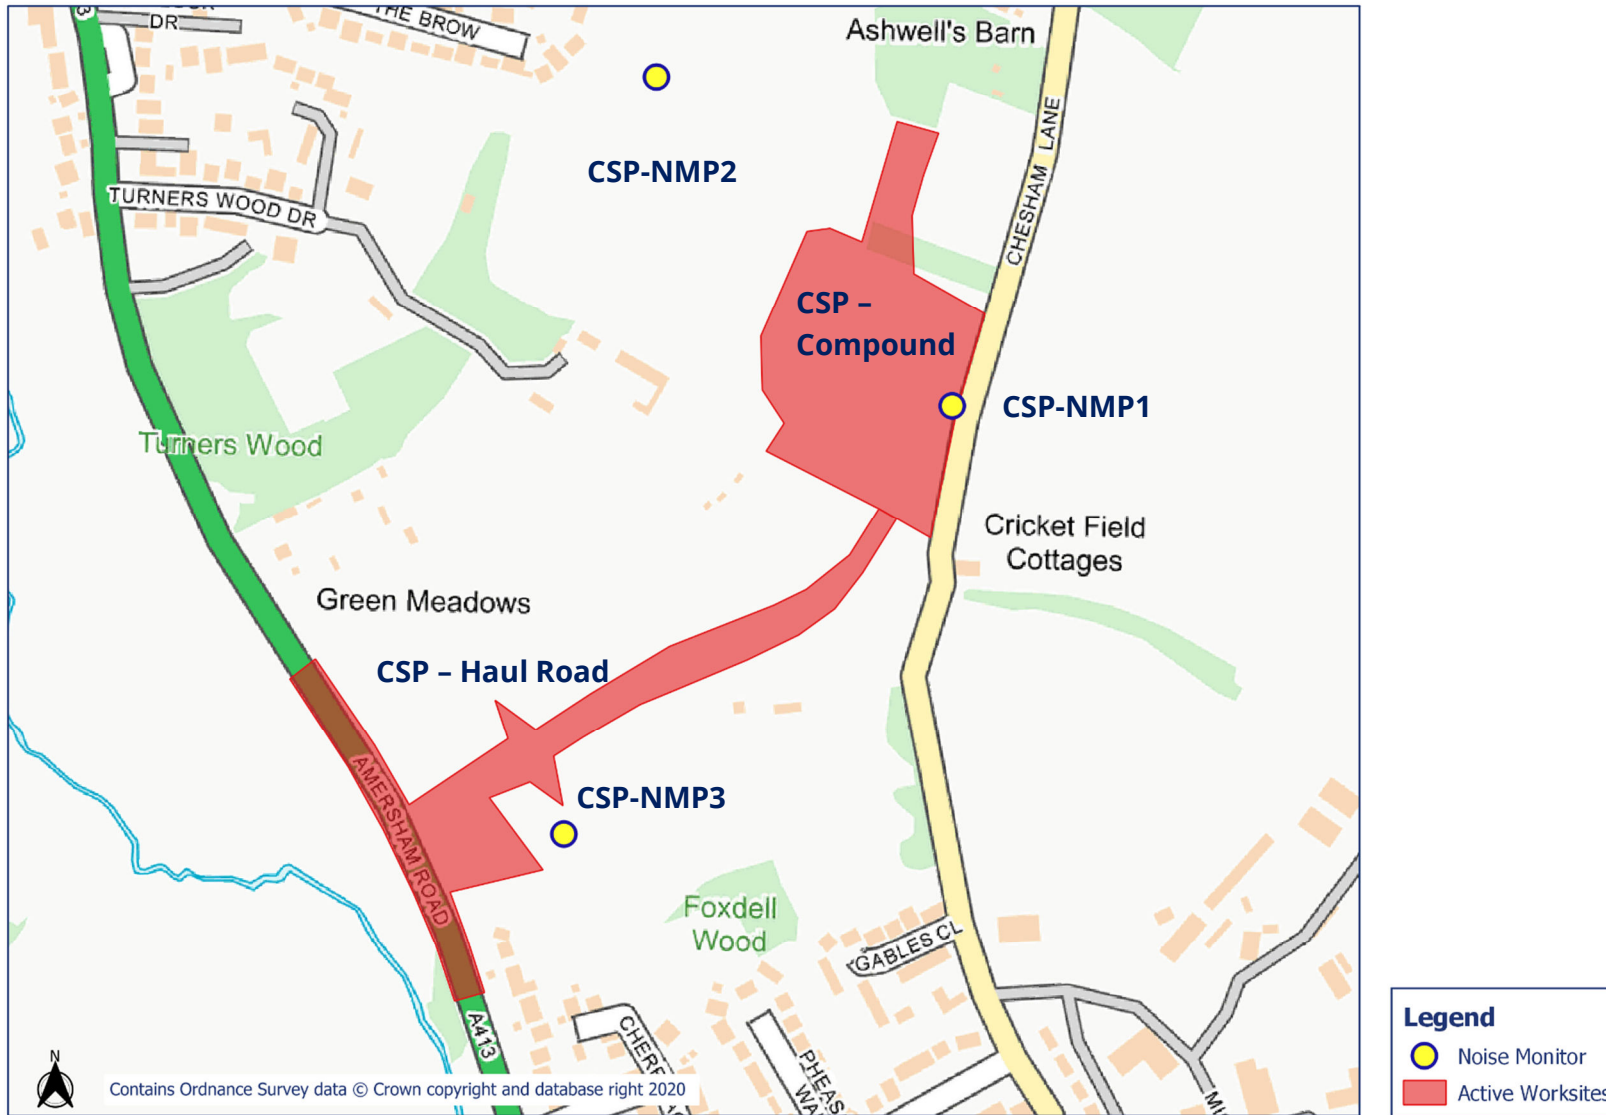 DR
THE BROW
Ashwell's Barn
CSP-NMP2
CHESHAM LANE
TURNERS WOOD DR
CSP –
Compound
CSP-NMP1
Turners Wood
Cricket Field
Cottages
Green Meadows
CSP – Haul Road
AMERSHAM ROAD
CSP-NMP3
Foxdell
Wood
GABLES CL
A413
N
Contains Ordnance Survey data © Crown copyright and database right 2020
Legend
Noise Monitor
Active Worksites